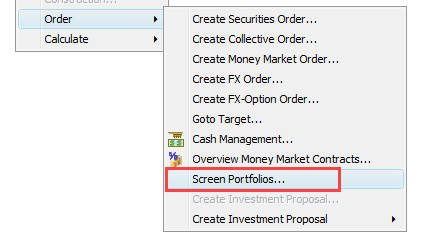 Construction...
Order
Calculate
Create Securities Order...
Create Collective Order...
Create Money Market Order...
Create FX Order...
Create FX-Option Order...
Goto Target...
Cash Management...
Overview Money Market Contracts...
Screen Portfolios...
Create Investment Proposal...
Create Investment Proposal